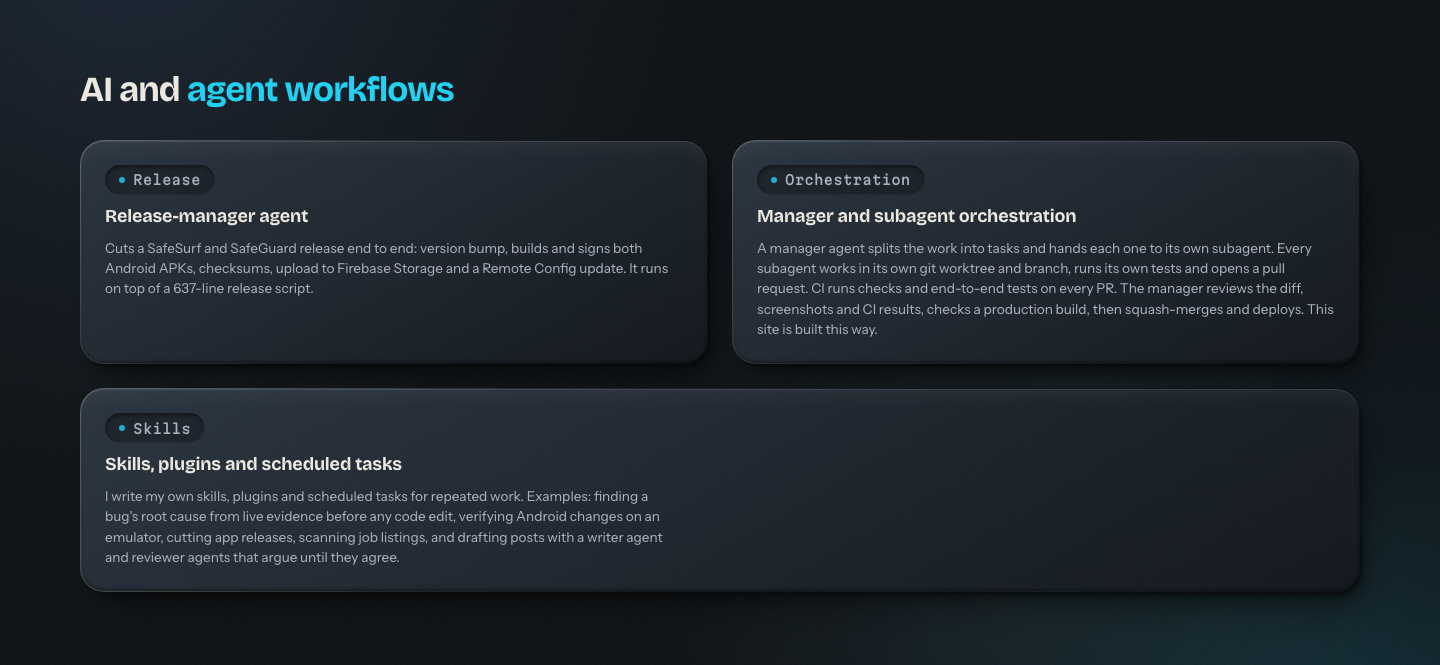 AI and agent workflows
Release
Release-manager agent
Cuts a SafeSurf and SafeGuard release end to end: version bump, builds and signs both
Android APKs, checksums, upload to Firebase Storage and a Remote Config update. It runs
on top of a 637-line release script.
Orchestration
Manager and subagent orchestration
A manager agent splits the work into tasks and hands each one to its own subagent. Every
subagent works in its own git worktree and branch, runs its own tests and opens a pull
request. CI runs checks and end-to-end tests on every PR. The manager reviews the diff,
screenshots and CI results, checks a production build, then squash-merges and deploys. This
site is built this way.
Skills
Skills, plugins and scheduled tasks
I write my own skills, plugins and scheduled tasks for repeated work. Examples: finding a
bug's root cause from live evidence before any code edit, verifying Android changes on an
emulator, cutting app releases, scanning job listings, and drafting posts with a writer agent
and reviewer agents that argue until they agree.